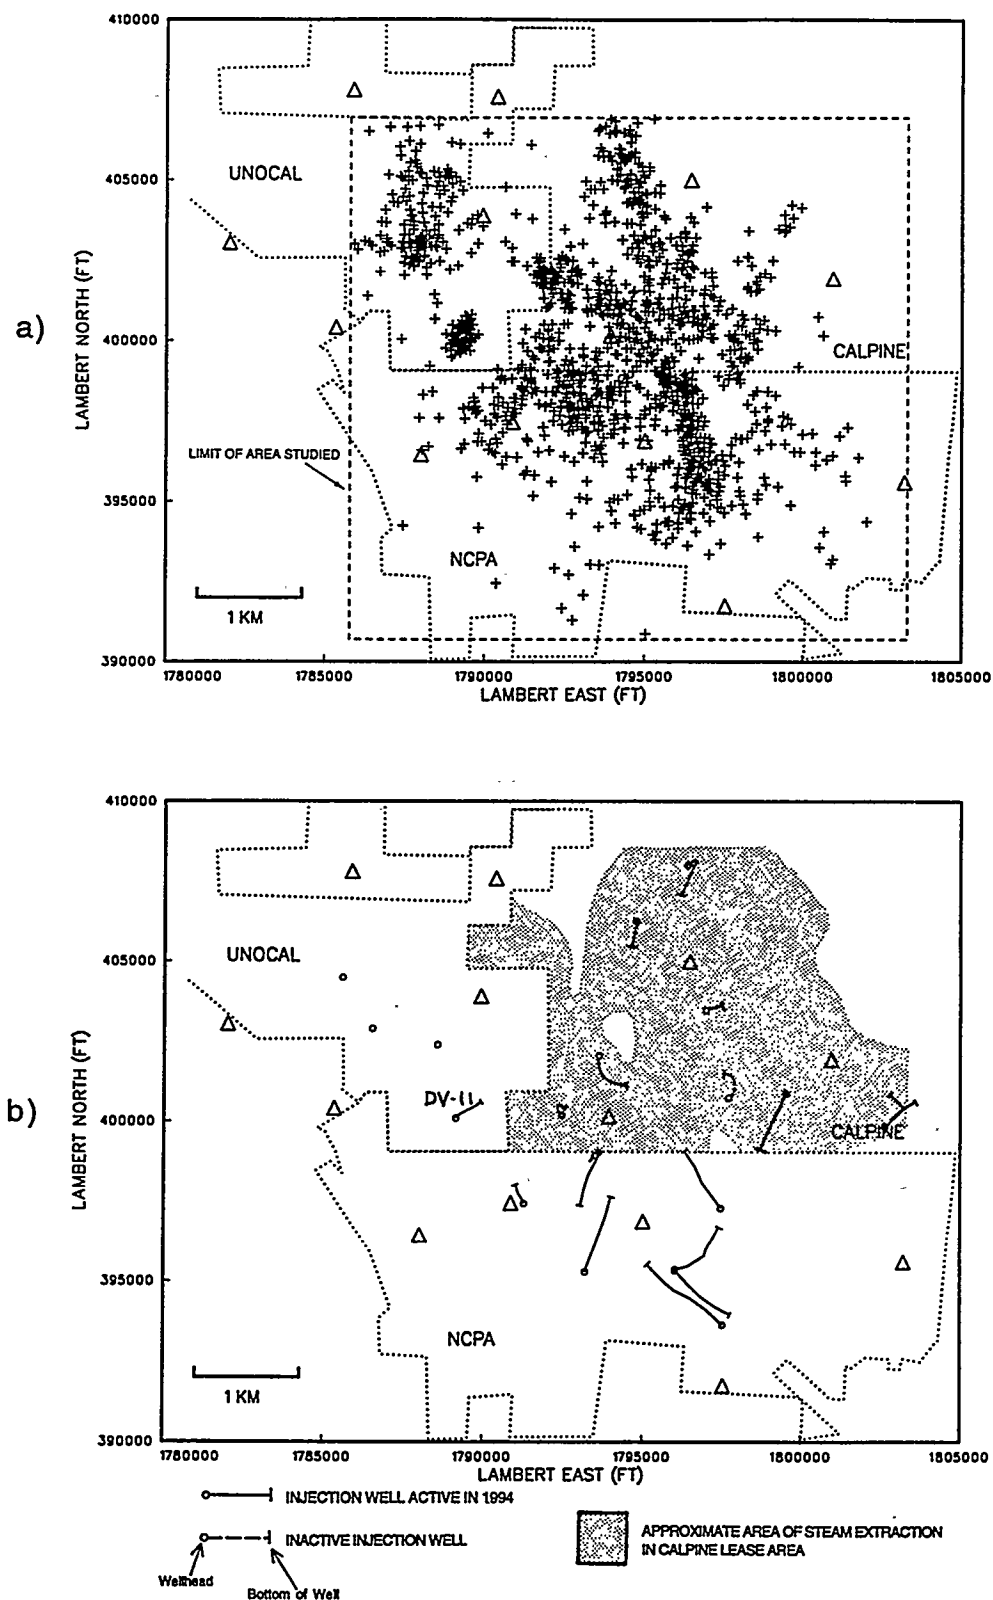 410000
405000
400000
395000
390000
LAMBERT NORTH (FT)
a)
UNOCAL
CALPINE
LIMIT OF AREA STUDIED
NCPA
1 KM
1780000 1785000 1790000 1795000 1800000 1805000
LAMBERT EAST (FT)
410000
405000
400000
395000
390000
LAMBERT NORTH (FT)
b)
UNOCAL
DV-11
CALPINE
NCPA
1 KM
1780000 1785000 1790000 1795000 1800000 1805000
LAMBERT EAST (FT)
INJECTION WELL ACTIVE IN 1994
INACTIVE INJECTION WELL
Wellhead
Bottom of Well
APPROXIMATE AREA OF STEAM EXTRACTION
IN CALPINE LEASE AREA